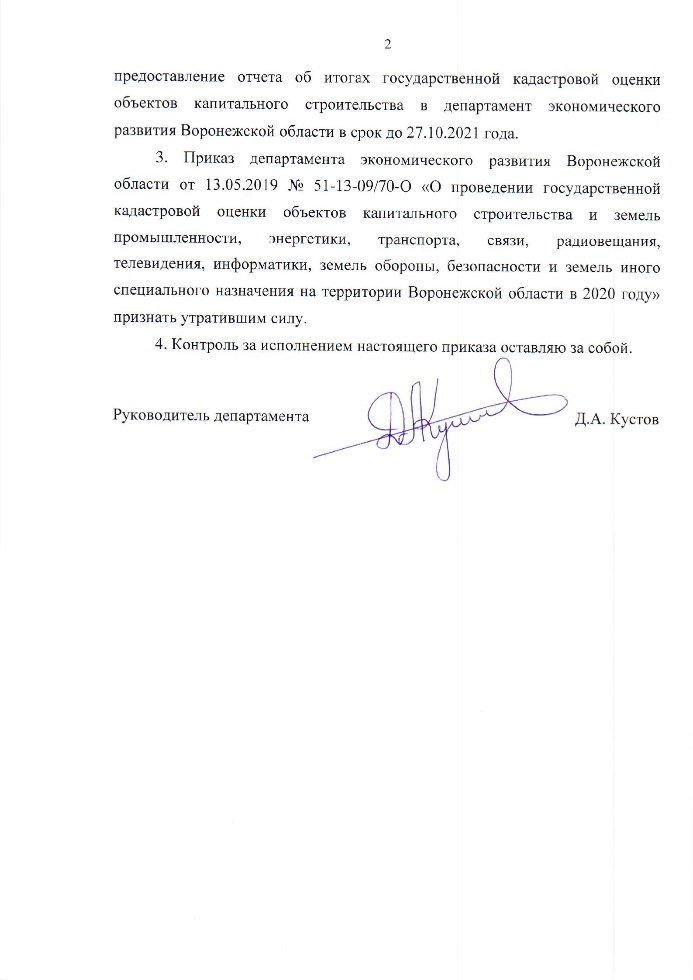 2
предоставление отчета об итогах государственной кадастровой оценки
объектов капитального строительства в департамент экономического
развития Воронежской области в срок до 27.10.2021 года.
3. Приказ департамента экономического развития Воронежской
области от 13.05.2019 № 51-13-09/70-О «О проведении государственной
кадастровой оценки объектов капитального строительства и земель
промышленности, энергетики, транспорта, связи, радиовещания,
телевидения, информатики, земель обороны, безопасности и земель иного
специального назначения на территории Воронежской области в 2020 году»
признать утратившим силу.
4. Контроль за исполнением настоящего приказа оставляю за собой.
Руководитель департамента Д.А. Кустов